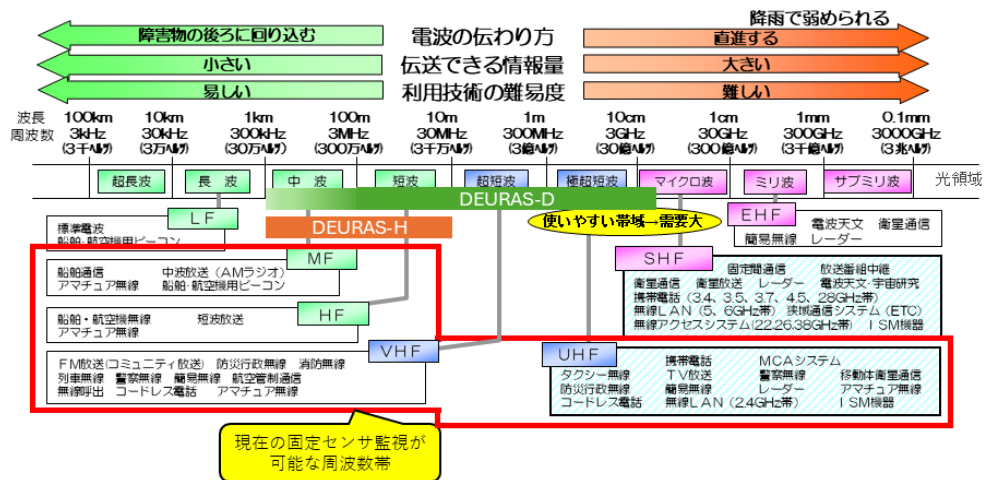 降雨で弱められる
障害物の後ろに回り込む 電波の伝わり方 直進する
小さい 伝送できる情報量 大きい
易しい 利用技術の難易度 難しい
波長 100km 10km 1km 100m 10m 1m 10cm 1cm 1mm 0.1mm
周波数 3kHz 30kHz 300kHz 3MHz 30MHz 300MHz 3GHz 30GHz 300GHz 3000GHz
(3千ヘルツ) (3万ヘルツ) (30万ヘルツ) (300万ヘルツ) (3千万ヘルツ) (3億ヘルツ) (30億ヘルツ) (300億ヘルツ) (3千億ヘルツ) (3兆ヘルツ)
超長波 長 波 中 波 短波 超短波 極超短波 マイクロ波 ミリ波 サブミリ波 光領域
DEURAS-D
DEURAS-H
使いやすい帯域→需要大
LF
標準電波
船舶・航空機用ビーコン
EHF
電波天文 衛星通信
簡易無線 レーダー
MF
船舶通信 中波放送（AMラジオ）
アマチュア無線 船舶・航空機用ビーコン
SHF
固定間通信 放送番組中継
衛星通信 衛星放送 レーダー 電波天文・宇宙研究
携帯電話（3.4、3.5、3.7、4.5、28GHz帯）
無線LAN（5、6GHz帯） 狭域通信システム（ETC）
無線アクセスシステム(22.26.38GHz帯) ISM機器
HF
船舶・航空機無線 短波放送
アマチュア無線
VHF
FM放送(コミュニティ放送) 防災行政無線 消防無線
列車無線 警察無線 簡易無線 航空管制通信
無線呼出 コードレス電話 アマチュア無線
UHF
携帯電話 MCAシステム
タクシー無線 TV放送 警察無線 移動体衛星通信
防災行政無線 簡易無線 レーダー アマチュア無線
コードレス電話 無線LAN（2.4GHz帯） ISM機器
現在の固定センサ監視が
可能な周波数帯